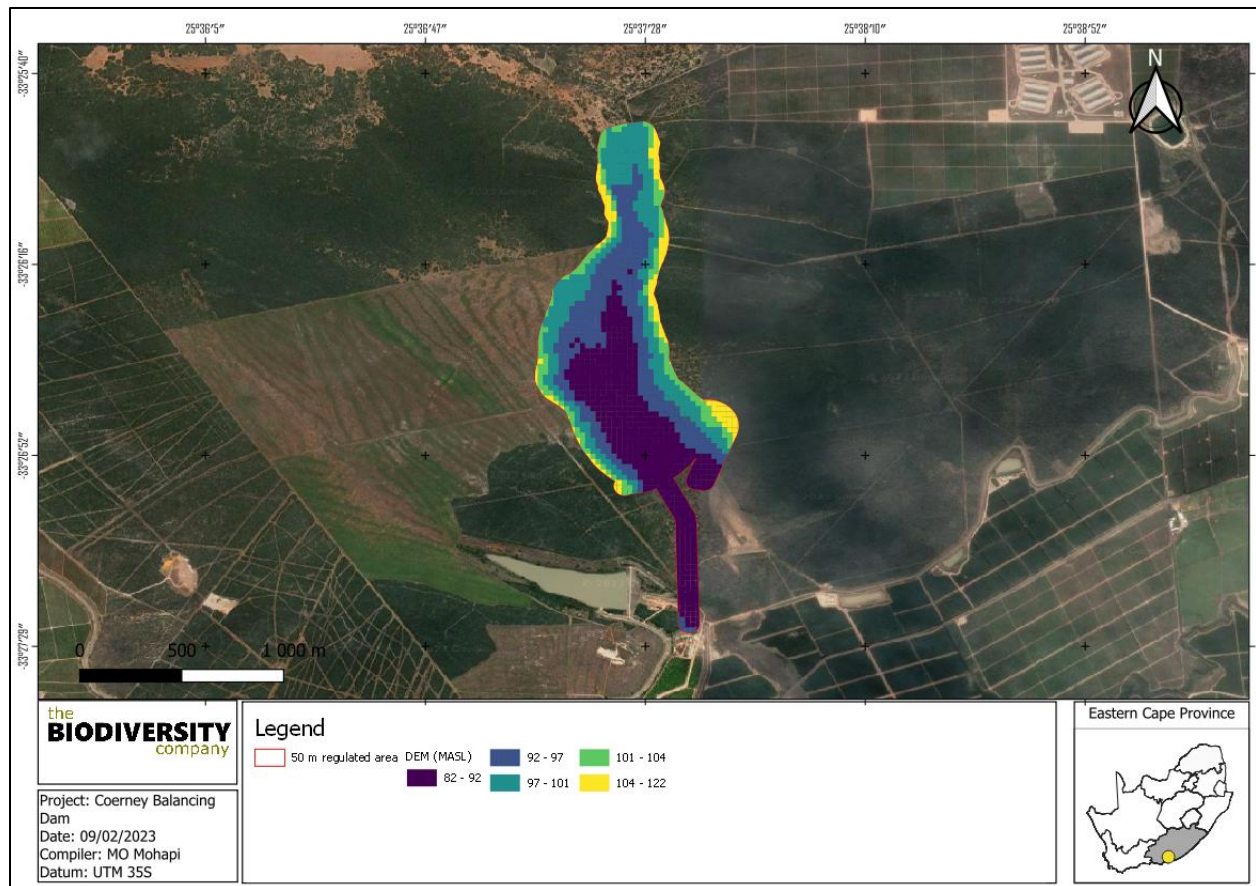 25°36'5"
25°36'47"
25°37'28"
25°38'10"
25°38'52"
-33°25'40"
-33°26'16"
-33°26'52"
-33°27'29"
N
0 500 1 000 m
the
BIODIVERSITY
company
Project: Coerney Balancing
Dam
Date: 09/02/2023
Compiler: MO Mohapi
Datum: UTM 35S
Legend
50 m regulated area
DEM (MASL)
82 - 92
92 - 97
97 - 101
101 - 104
104 - 122
Eastern Cape Province